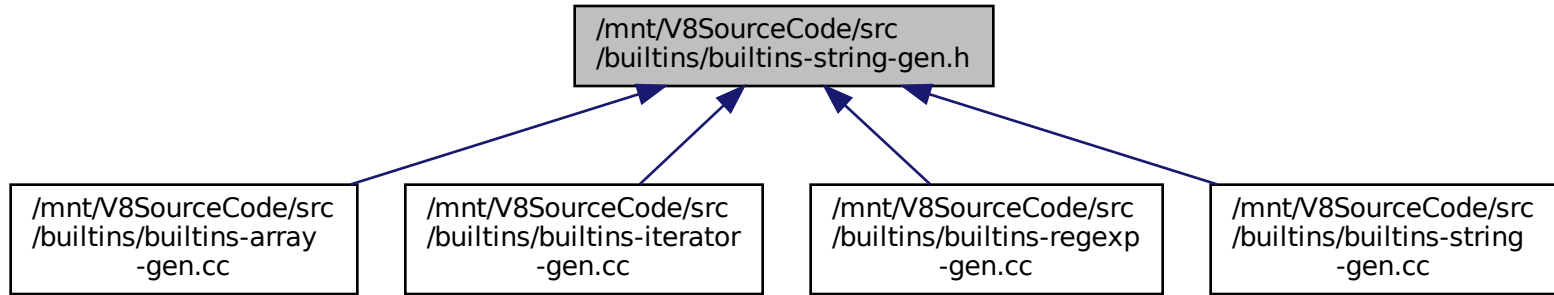 /mnt/V8SourceCode/src
/builtins/builtins-string-gen.h
/mnt/V8SourceCode/src
/builtins/builtins-array
-gen.cc
/mnt/V8SourceCode/src
/builtins/builtins-iterator
-gen.cc
/mnt/V8SourceCode/src
/builtins/builtins-regexp
-gen.cc
/mnt/V8SourceCode/src
/builtins/builtins-string
-gen.cc